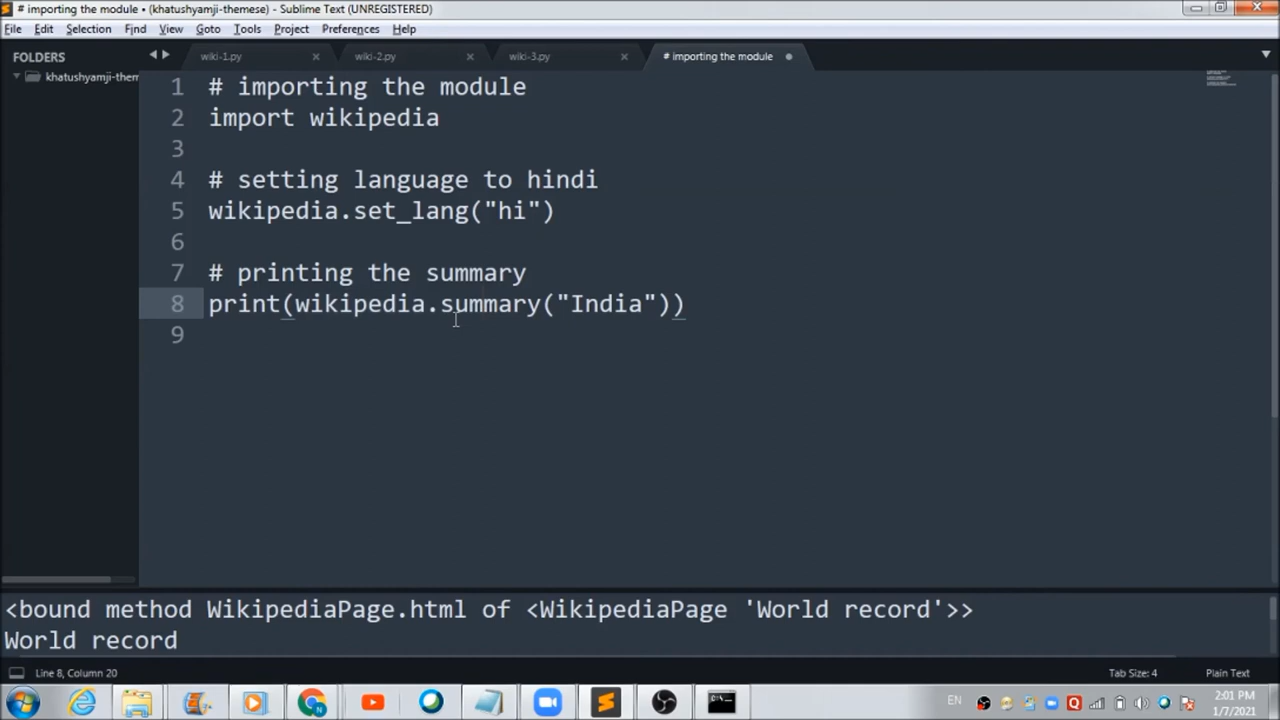 # importing the module • (khatushyamji-themese) - Sublime Text (UNREGISTERED)
File Edit Selection Find View Goto Tools Project Preferences Help
FOLDERS
khatushyamji-them
wiki-1.py × wiki-2.py × wiki-3.py × # importing the module
1 # importing the module
2 import wikipedia
3
4 # setting language to hindi
5 wikipedia.set_lang("hi")
6
7 # printing the summary
8 print(wikipedia.summary("India"))
9
<bound method WikipediaPage.html of <WikipediaPage 'World record'>>
World record
Line 8, Column 20 Tab Size: 4 Plain Text
EN 2:01 PM
1/7/2021